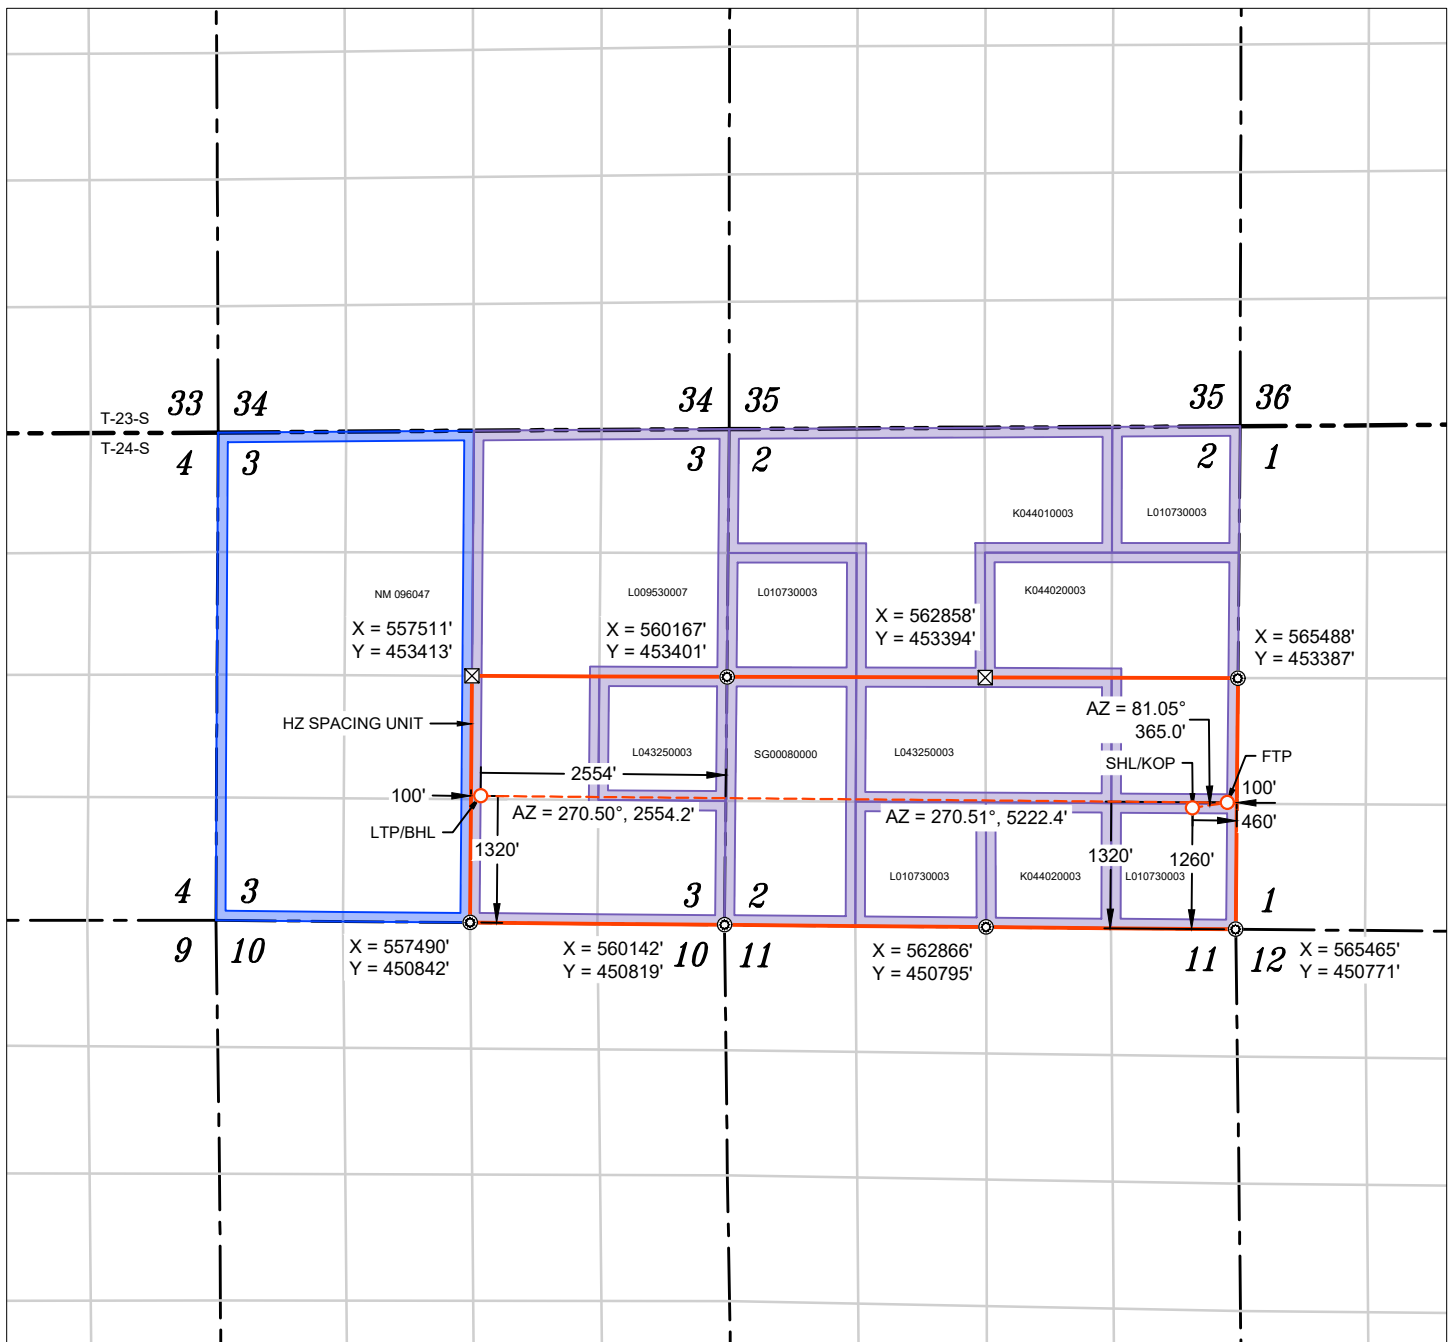 33 34
34 35
35 36
T-23-S
T-24-S
4 3
3 2
2 1
K044010003
L010730003
NM 096047
L009530007
L010730003
K044020003
X = 557511'
Y = 453413'
X = 560167'
Y = 453401'
X = 562858'
Y = 453394'
X = 565488'
Y = 453387'
HZ SPACING UNIT
L043250003
SG00080000
L043250003
AZ = 81.05°
365.0'
SHL/KOP
FTP
2554'
100'
100'
AZ = 270.50°, 2554.2'
AZ = 270.51°, 5222.4'
460'
LTP/BHL
1320'
1320'
1260'
L010730003
K044020003
L010730003
4 3
3 2
1
9 10
10 11
11 12
X = 557490'
Y = 450842'
X = 560142'
Y = 450819'
X = 562866'
Y = 450795'
X = 565465'
Y = 450771'